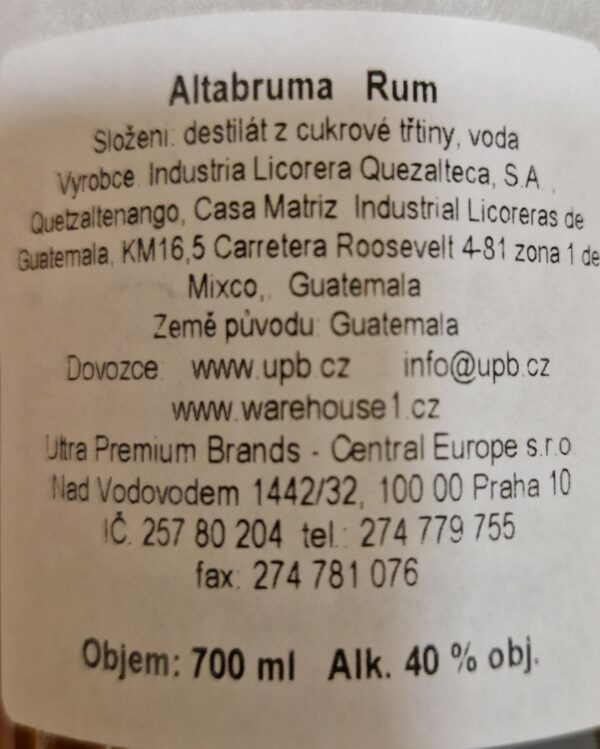 Altabruma Rum
Složení: destilát z cukrové třtiny, voda
Vyrobce: Industria Licorera Quezalteca, S.A. ,
Quetzaltenango, Casa Matriz Industrial Licoreras de
Guatemala, KM16,5 Carretera Roosevelt 4-81 zona 1 de
Mixco,. Guatemala
Země původu: Guatemala
Dovozce: www.upb.cz info@upb.cz
www.warehouse1.cz
Ultra Premium Brands - Central Europe s.r.o.
Nad Vodovodem 1442/32, 100 00 Praha 10
IČ. 257 80 204 tel.: 274 779 755
fax: 274 781 076
Objem: 700 ml Alk. 40 % obj.